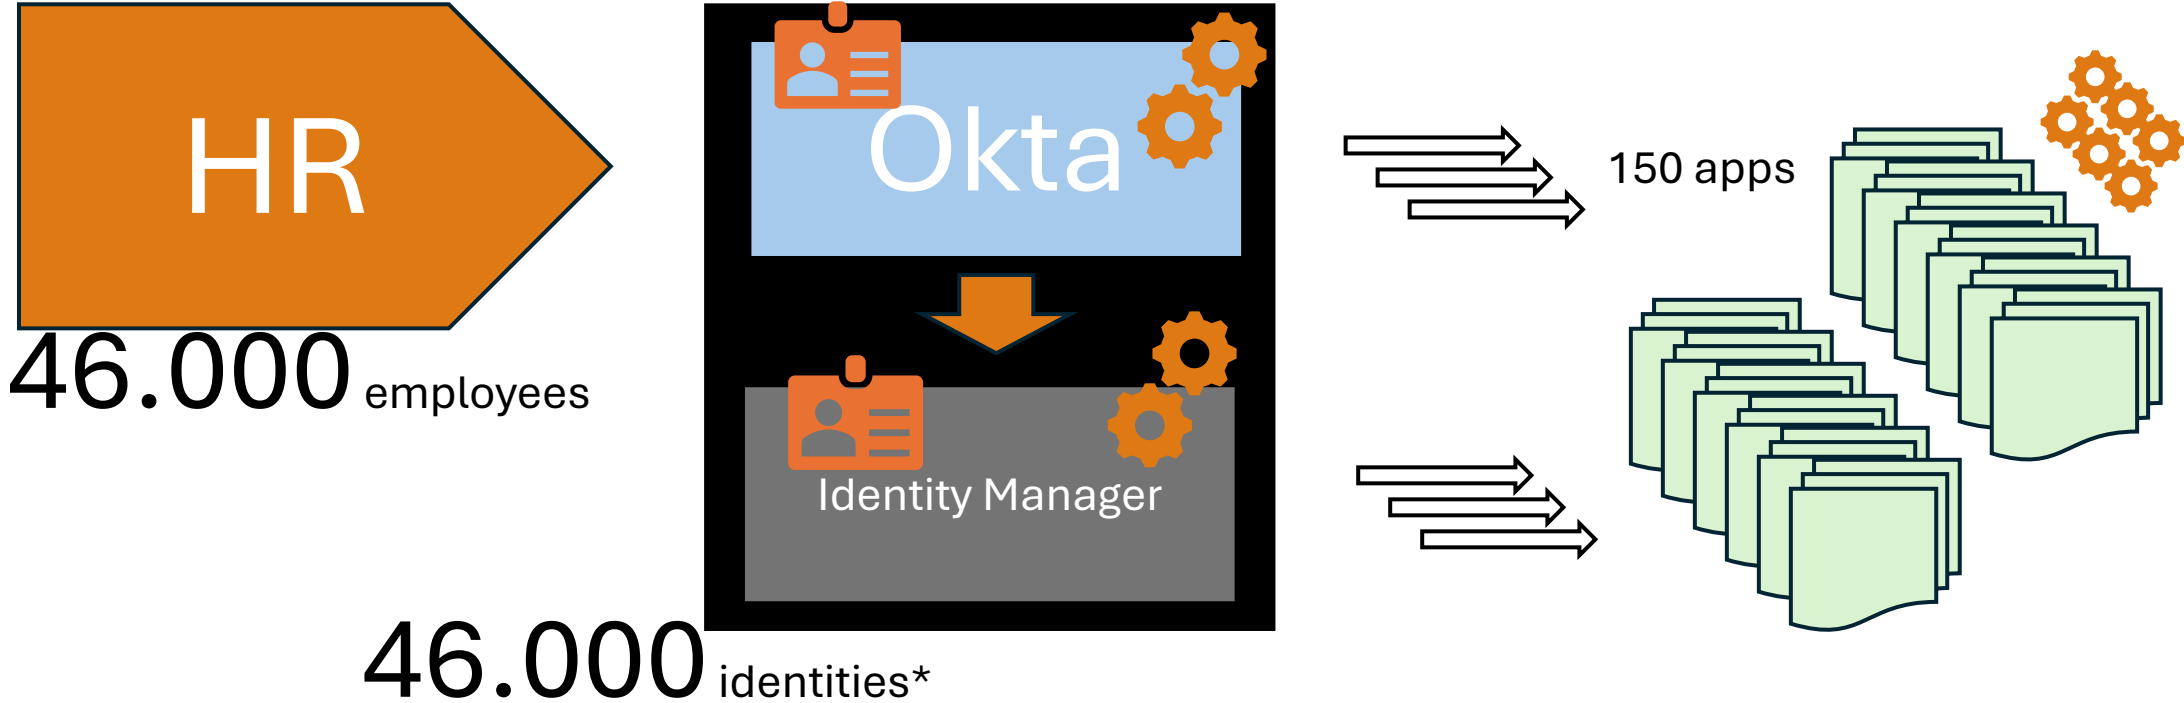 HR
Okta
150 apps
46.000 employees
Identity Manager
46.000 identities*